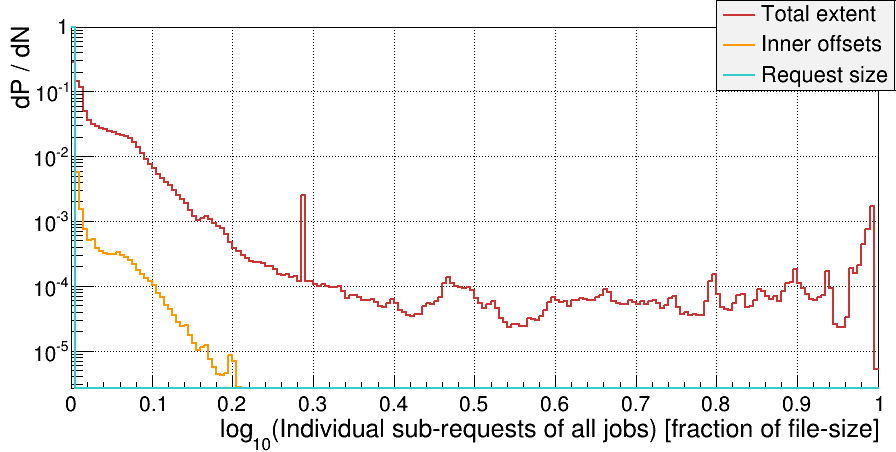 Total extent
Inner offsets
Request size
dP / dN
1
10^-1
10^-2
10^-3
10^-4
10^-5
0 0.1 0.2 0.3 0.4 0.5 0.6 0.7 0.8 0.9 1
log_10(Individual sub-requests of all jobs) [fraction of file-size]